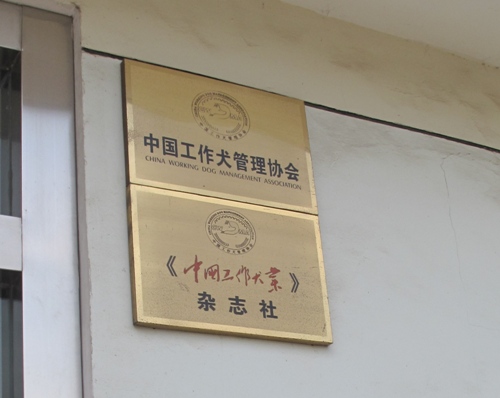 中国工作犬管理协会
CHINA WORKING DOG MANAGEMENT ASSOCIATION
《中国工作犬业》
杂志社